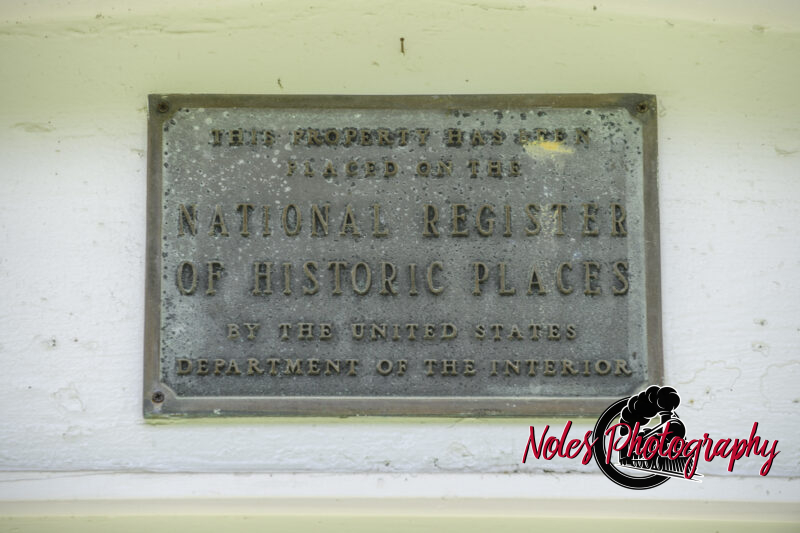 THIS PROPERTY HAS BEEN
PLACED ON THE
NATIONAL REGISTER
OF HISTORIC PLACES
BY THE UNITED STATES
DEPARTMENT OF THE INTERIOR
Noles Photography